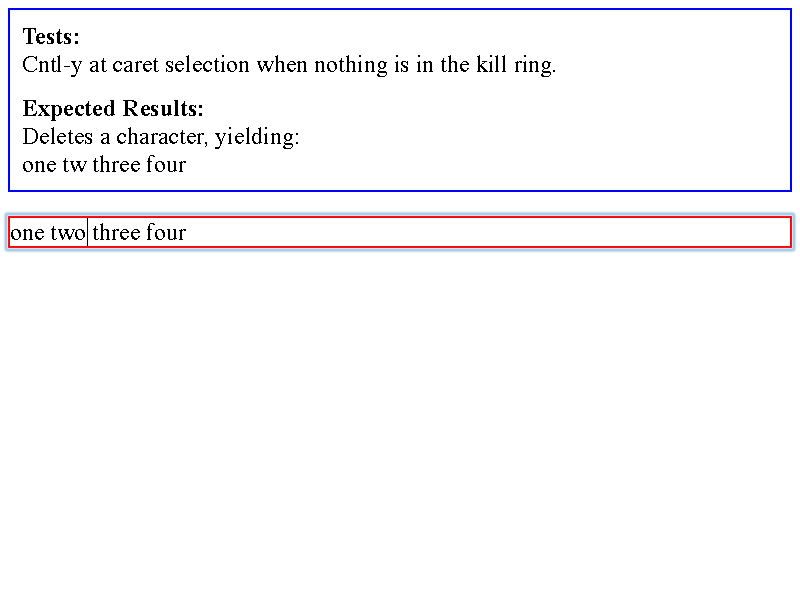 Tests:
Cntl-y at caret selection when nothing is in the kill ring.
Expected Results:
Deletes a character, yielding:
one tw three four
one two three four